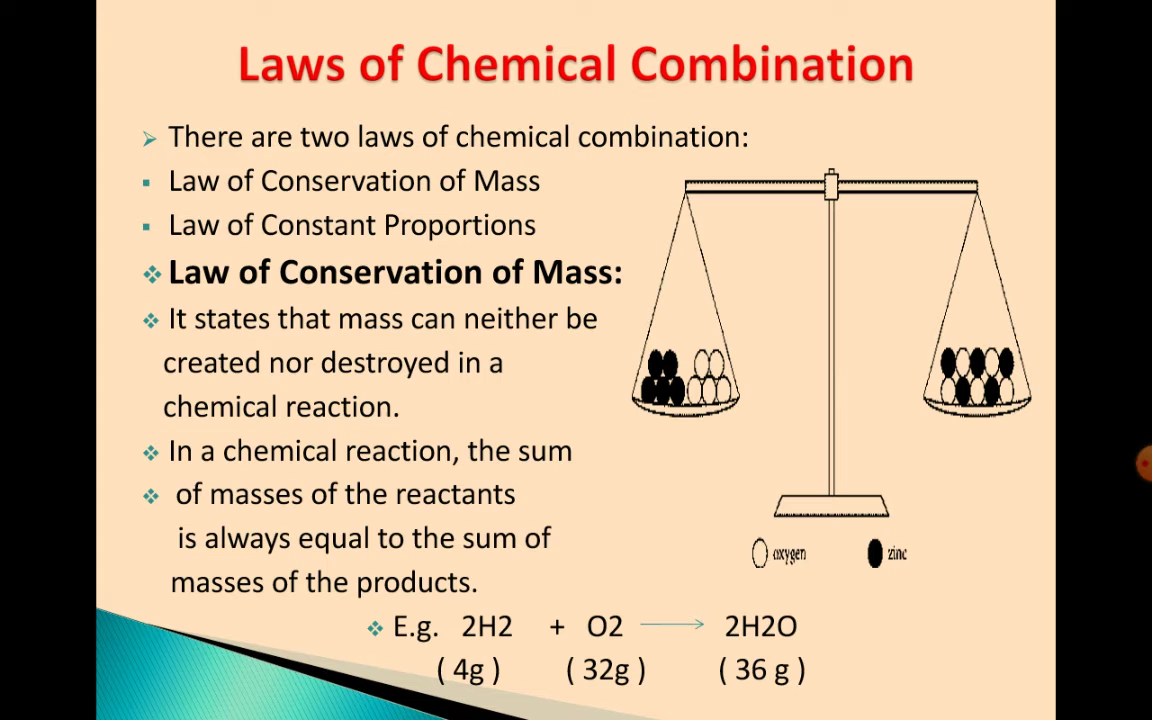 Laws of Chemical Combination
There are two laws of chemical combination:
Law of Conservation of Mass
Law of Constant Proportions
Law of Conservation of Mass:
It states that mass can neither be
created nor destroyed in a
chemical reaction.
In a chemical reaction, the sum
of masses of the reactants
is always equal to the sum of
masses of the products.
oxygen zinc
E.g. 2H2 + O2 → 2H2O
( 4g ) ( 32g ) ( 36 g )